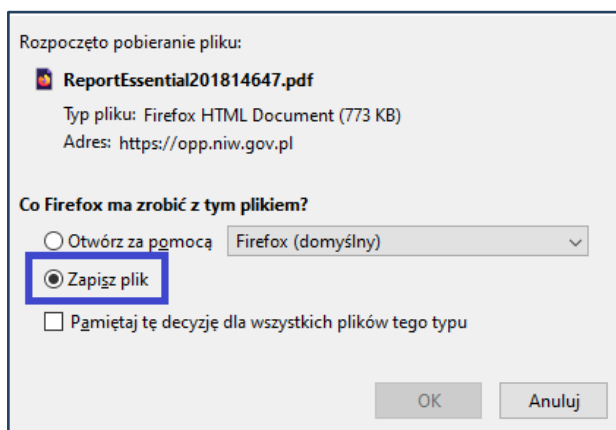 Rozpoczęto pobieranie pliku:
ReportEssential201814647.pdf
Typ pliku: Firefox HTML Document (773 KB)
Adres: https://opp.niw.gov.pl
Co Firefox ma zrobić z tym plikiem?
Otwórz za pomocą Firefox (domyślny)
Zapisz plik
Pamiętaj tę decyzję dla wszystkich plików tego typu
OK Anuluj